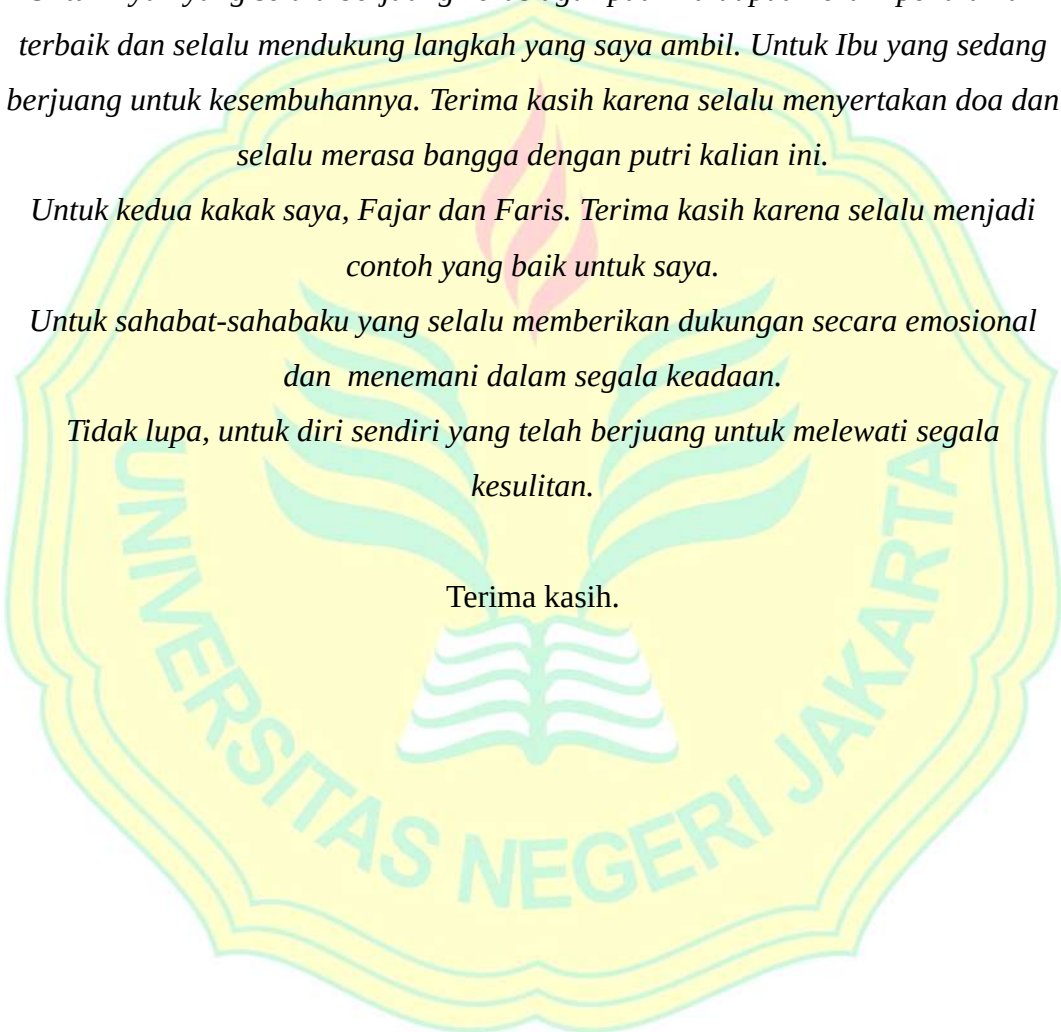 terbaik dan selalu mendukung langkah yang saya ambil. Untuk Ibu yang sedang
berjuang untuk kesembuhannya. Terima kasih karena selalu menyertakan doa dan
selalu merasa bangga dengan putri kalian ini.
Untuk kedua kakak saya, Fajar dan Faris. Terima kasih karena selalu menjadi
contoh yang baik untuk saya.
Untuk sahabat-sahabaku yang selalu memberikan dukungan secara emosional
dan menemani dalam segala keadaan.
Tidak lupa, untuk diri sendiri yang telah berjuang untuk melewati segala
kesulitan.
Terima kasih.
UNIVERSITAS NEGERI JAKARTA